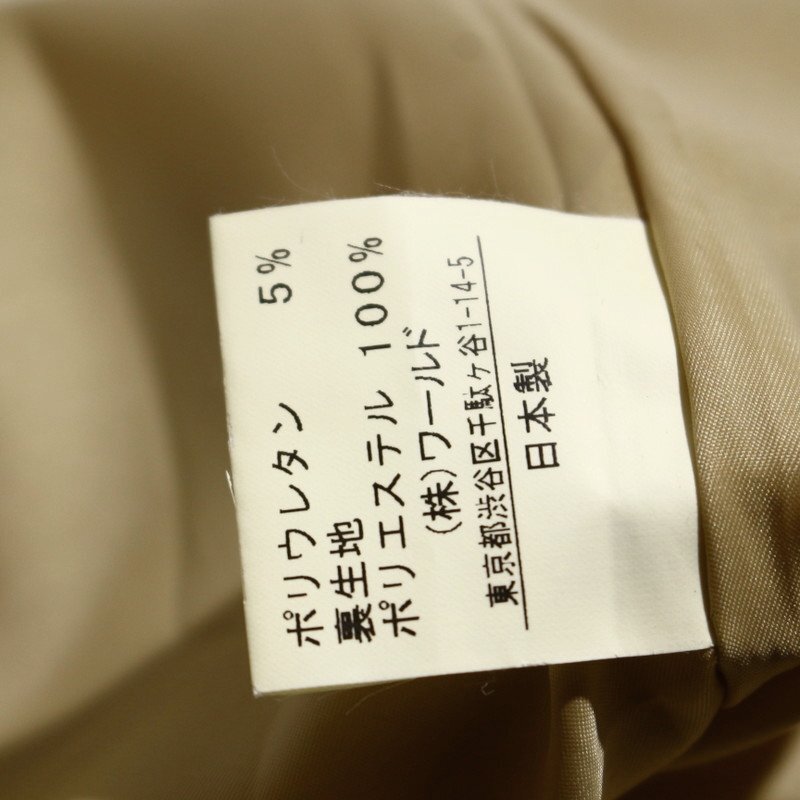 ポリウレタン 5%
裏生地
ポリエステル 100%
(株)ワールド
東京都渋谷区千駄ヶ谷1-14-5
日本製